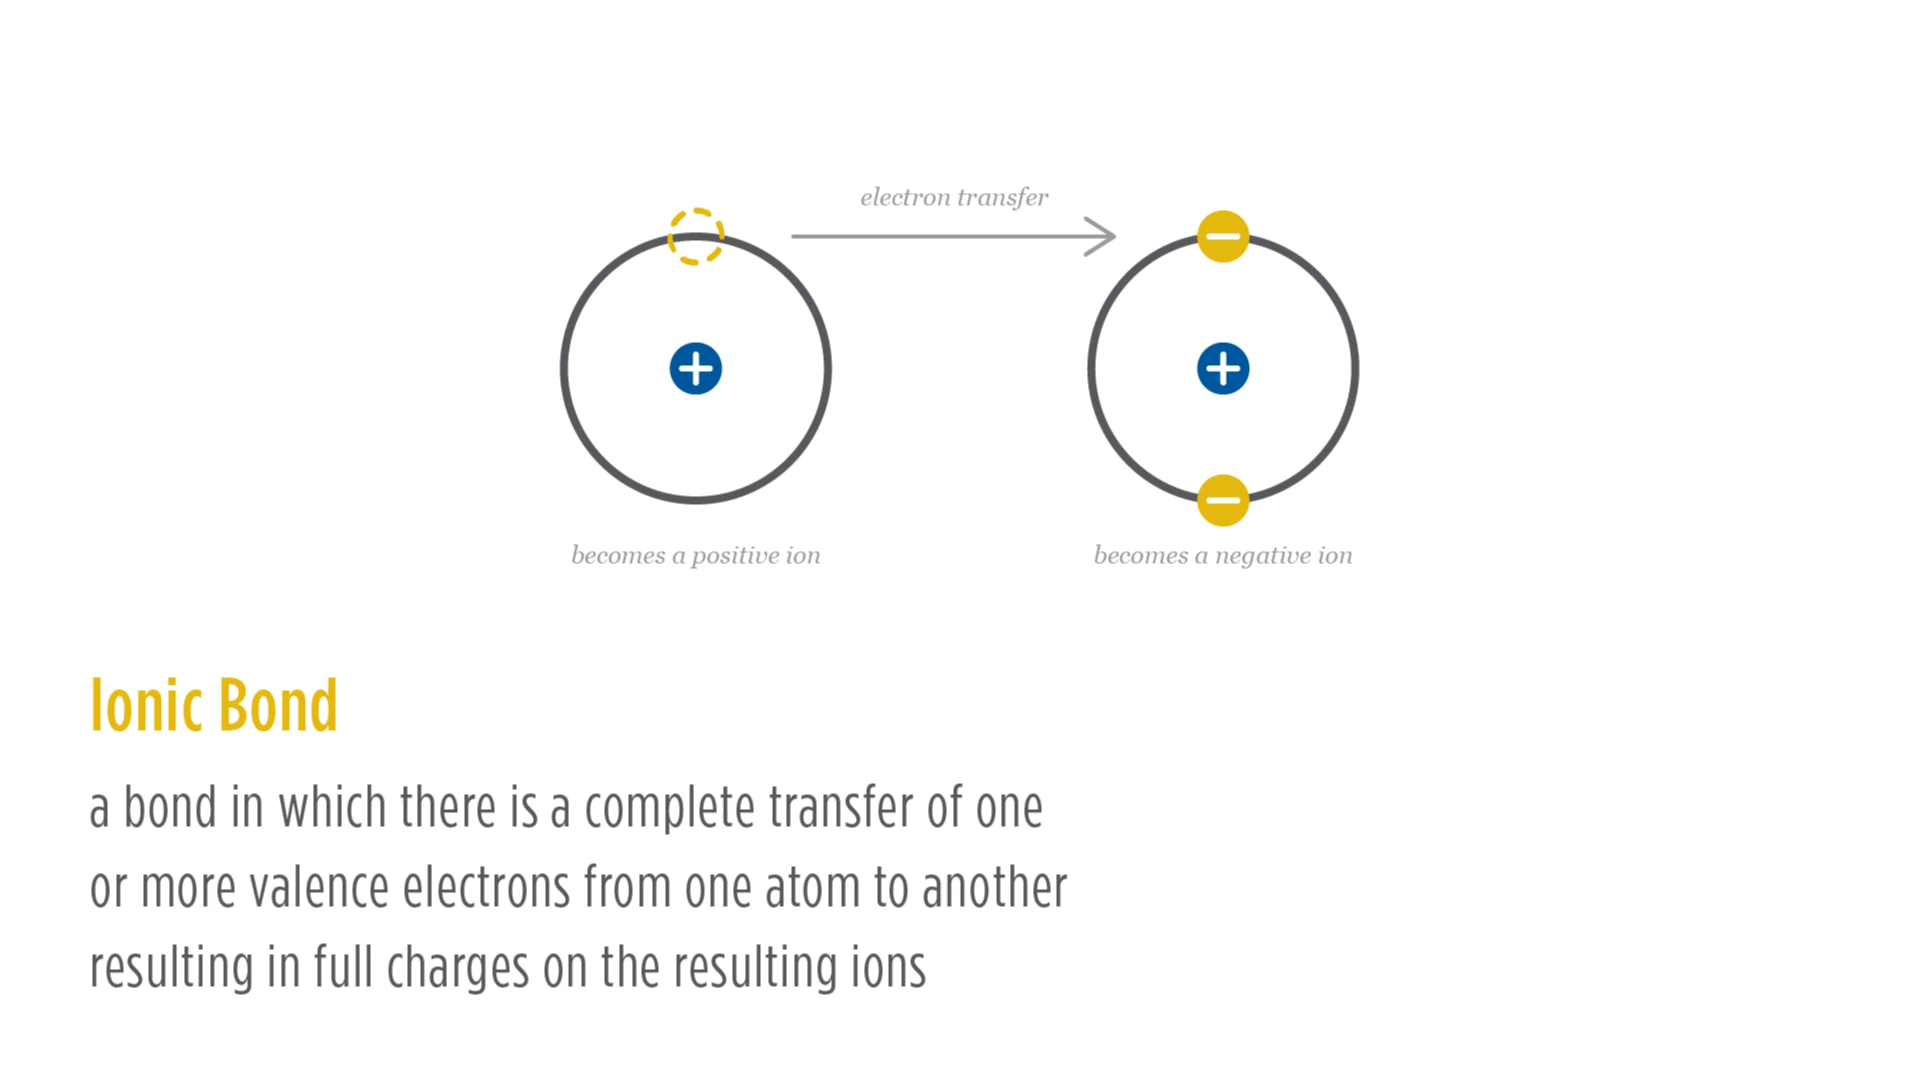 electron transfer
becomes a positive ion
becomes a negative ion
Ionic Bond
a bond in which there is a complete transfer of one
or more valence electrons from one atom to another
resulting in full charges on the resulting ions